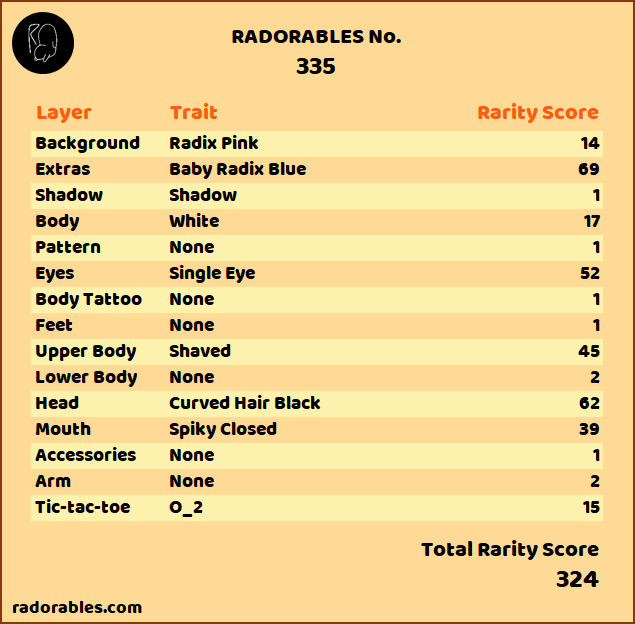 RADORABLES No.
335
Layer Trait Rarity Score
Background Radix Pink 14
Extras Baby Radix Blue 69
Shadow Shadow 1
Body White 17
Pattern None 1
Eyes Single Eye 52
Body Tattoo None 1
Feet None 1
Upper Body Shaved 45
Lower Body None 2
Head Curved Hair Black 62
Mouth Spiky Closed 39
Accessories None 1
Arm None 2
Tic-tac-toe O_2 15
Total Rarity Score
324
radorables.com